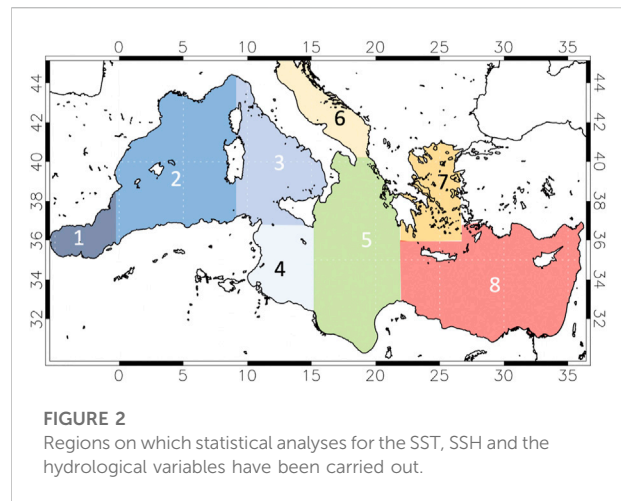 0 5 10 15 20 25 30 35
44 44
42 42
40 40
38 38
36 36
34 34
32 32
1 2 3 4 5 6 7 8
0 5 10 15 20 25 30 35
FIGURE 2
Regions on which statistical analyses for the SST, SSH and the
hydrological variables have been carried out.